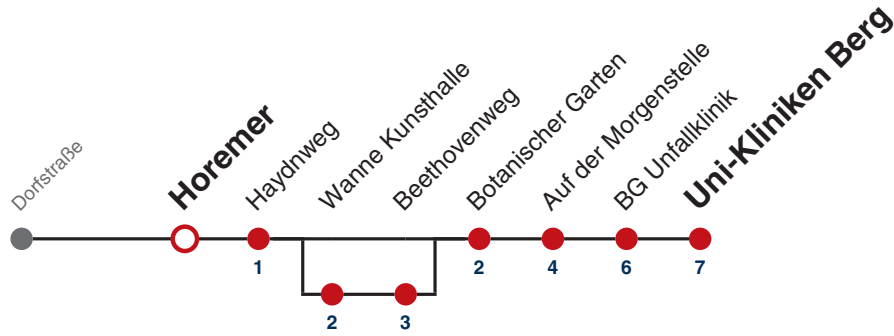 Dorfstraße
Horemer
Haydnweg
Wanne Kunsthalle
Beethovenweg
Botanischer Garten
Auf der Morgenstelle
BG Unfallklinik
Uni-Kliniken Berg
1
2
4
6
7
2
3